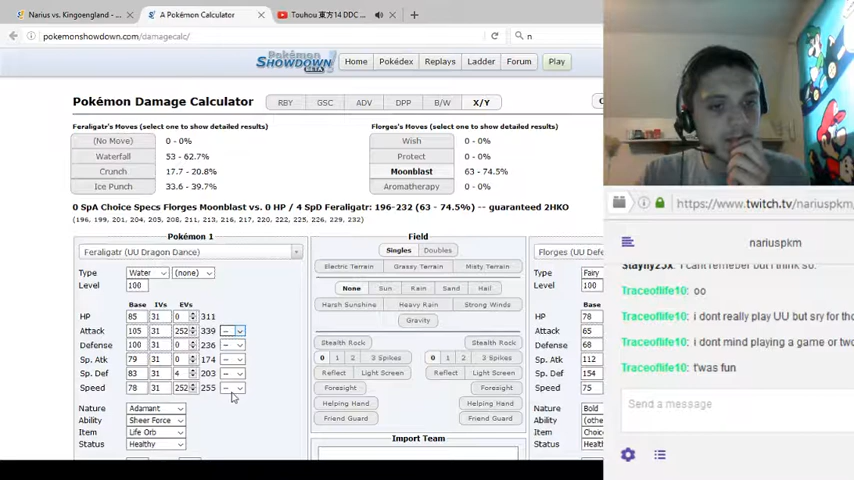 Narius vs. Kingoengland -
A Pokémon Calculator
Touhou 東方14 DDC
pokemonshowdown.com/damagecalc/
n
POKÉMON SHOWDOWN! BETA
Home Pokédex Replays Ladder Forum Play
Pokémon Damage Calculator
RBY GSC ADV DPP B/W X/Y
Feraligatr's Moves (select one to show detailed results)
Florges's Moves (select one to show detailed results)
(No Move) 0 - 0% Wish 0 - 0%
Waterfall 53 - 62.7% Protect 0 - 0%
Crunch 17.7 - 20.8% Moonblast 63 - 74.5%
Ice Punch 33.6 - 39.7% Aromatherapy 0 - 0%
0 SpA Choice Specs Florges Moonblast vs. 0 HP / 4 SpD Feraligatr: 196-232 (63 - 74.5%) -- guaranteed 2HKO
(196, 199, 201, 204, 205, 208, 211, 213, 216, 217, 220, 222, 225, 226, 229, 232)
Pokémon 1
Feraligatr (UU Dragon Dance)
Type Water (none)
Level 100
Base IVs EVs
HP 85 31 0 311
Attack 105 31 252 339 --
Defense 100 31 0 236 --
Sp. Atk 79 31 0 174 --
Sp. Def 83 31 4 203 --
Speed 78 31 252 255 --
Nature Adamant
Ability Sheer Force
Item Life Orb
Status Healthy
Field
Singles Doubles
Electric Terrain Grassy Terrain Misty Terrain
None Sun Rain Sand Hail
Harsh Sunshine Heavy Rain Strong Winds
Gravity
Stealth Rock Stealth Rock
0 1 2 3 Spikes 0 1 2 3 Spikes
Reflect Light Screen Reflect Light Screen
Foresight Foresight
Helping Hand Helping Hand
Friend Guard Friend Guard
Import Team
Florges (UU Defe
Type Fairy
Level 100
Base
HP 78
Attack 65
Defense 68
Sp. Atk 112
Sp. Def 154
Speed 75
Nature Bold
Ability (othe
Item Choic
Status Healt
https://www.twitch.tv/nariuspkm/
nariuspkm
Traceoflife10: oo
Traceoflife10: i dont really play UU but sry for tho
Traceoflife10: i dont mind playing a game or two
Traceoflife10: t'was fun
Send a message